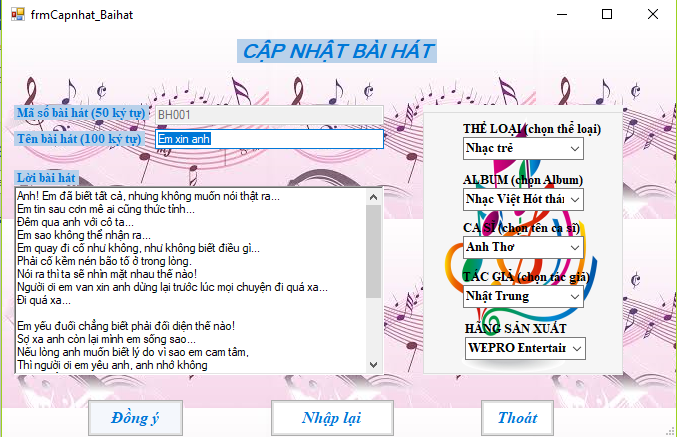 frmCapnhat_Baihat
CẬP NHẬT BÀI HÁT
Mã số bài hát (50 ký tự)
BH001
Tên bài hát (100 ký tự)
Em xin anh
Lời bài hát
Anh! Em đã biết tất cả, nhưng không muốn nói thật ra...
Em tin sau cơn mê ai cũng thức tỉnh...
Đêm qua anh với cô ta...
Em sao không thể nhận ra...
Em quay đi cố như không, như không biết điều gì...
Phải cố kềm nén bão tố ở trong lòng.
Nói ra thì ta sẽ nhìn mặt nhau thế nào!
Người ơi em van xin anh dừng lại trước lúc mọi chuyện đi quá xa...
Đi quá xa...
Em yếu đuối chẳng biết phải đối diện thế nào!
Sợ xa anh còn lại mình em sống sao...
Nếu lòng anh muốn biết lý do vì sao em cam tâm,
Thì người ơi em yêu anh, anh nhớ không
THỂ LOẠI (chọn thể loại)
Nhạc trẻ
ALBUM (chọn Album)
Nhạc Việt Hót thá
CA SĨ (chọn tên ca sĩ)
Anh Thơ
TÁC GIẢ (chọn tác giả)
Nhật Trung
HÃNG SẢN XUẤT
WEPRO Entertair
Đồng ý
Nhập lại
Thoát